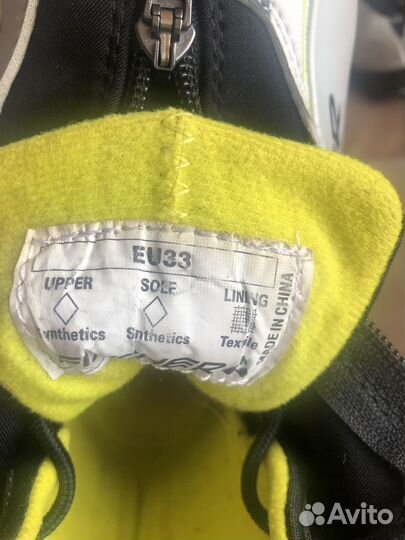 EU33
UPPER SOLE LINING
Synthetics Snthetics Textile
MADE IN CHINA
Avito